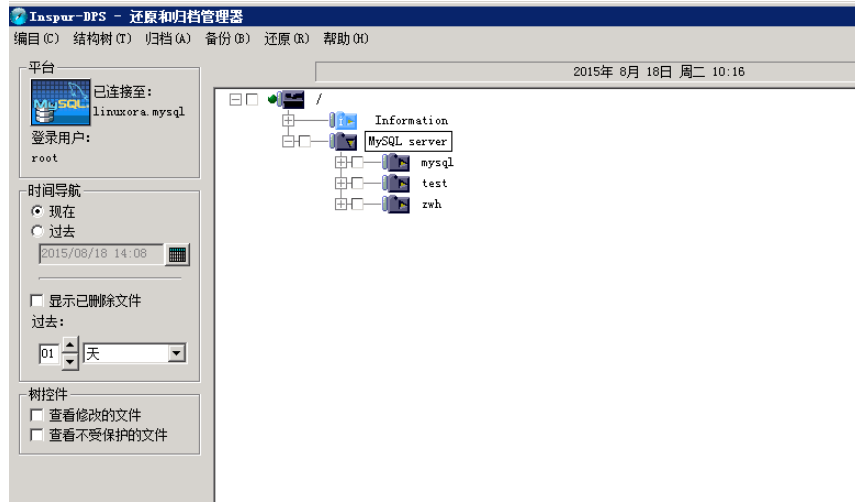 Inspur-DPS - 还原和归档管理器
编目(C) 结构树(T) 归档(A) 备份(B) 还原(R) 帮助(H)
平台
MySQL
已连接至:
linuxora.mysql
登录用户:
root
时间导航
现在
过去
2015/08/18 14:08
显示已删除文件
过去:
01 天
树控件
查看修改的文件
查看不受保护的文件
2015年 8月 18日 周二 10:16
/
Information
MySQL server
mysql
test
zwh